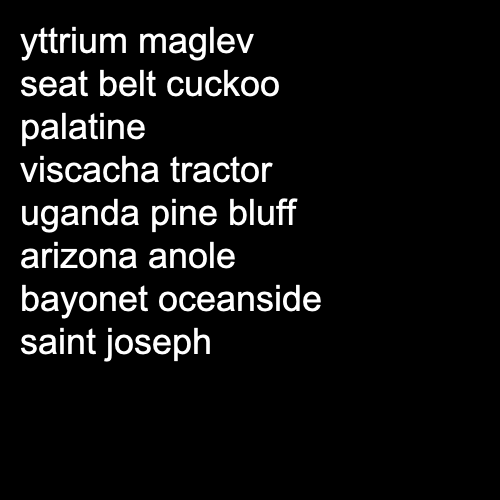 yttrium maglev
seat belt cuckoo
palatine
viscacha tractor
uganda pine bluff
arizona anole
bayonet oceanside
saint joseph